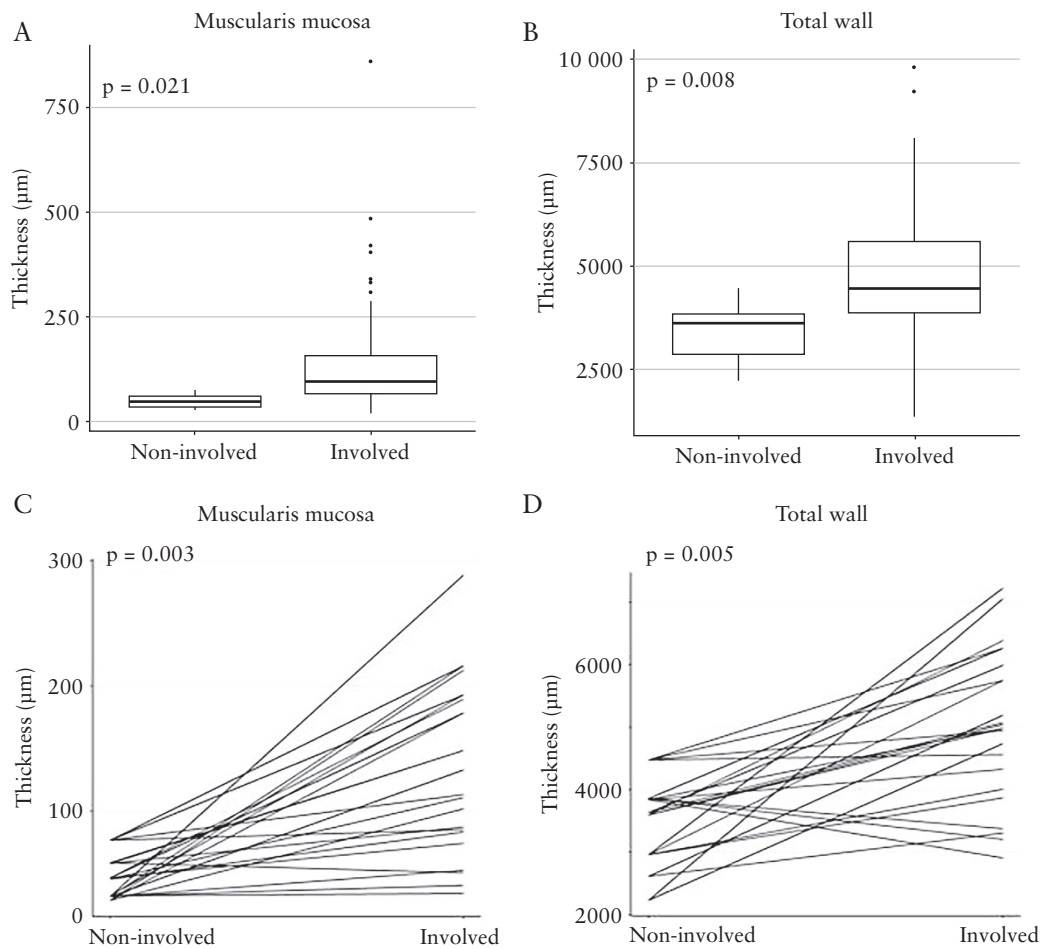 A
Muscularis mucosa
p = 0.021
Thickness (µm)
750
500
250
0
Non-involved
Involved
B
Total wall
p = 0.008
Thickness (µm)
10 000
7500
5000
2500
Non-involved
Involved
C
Muscularis mucosa
p = 0.003
Thickness (µm)
300
200
100
0
Non-involved
Involved
D
Total wall
p = 0.005
Thickness (µm)
6000
4000
2000
Non-involved
Involved